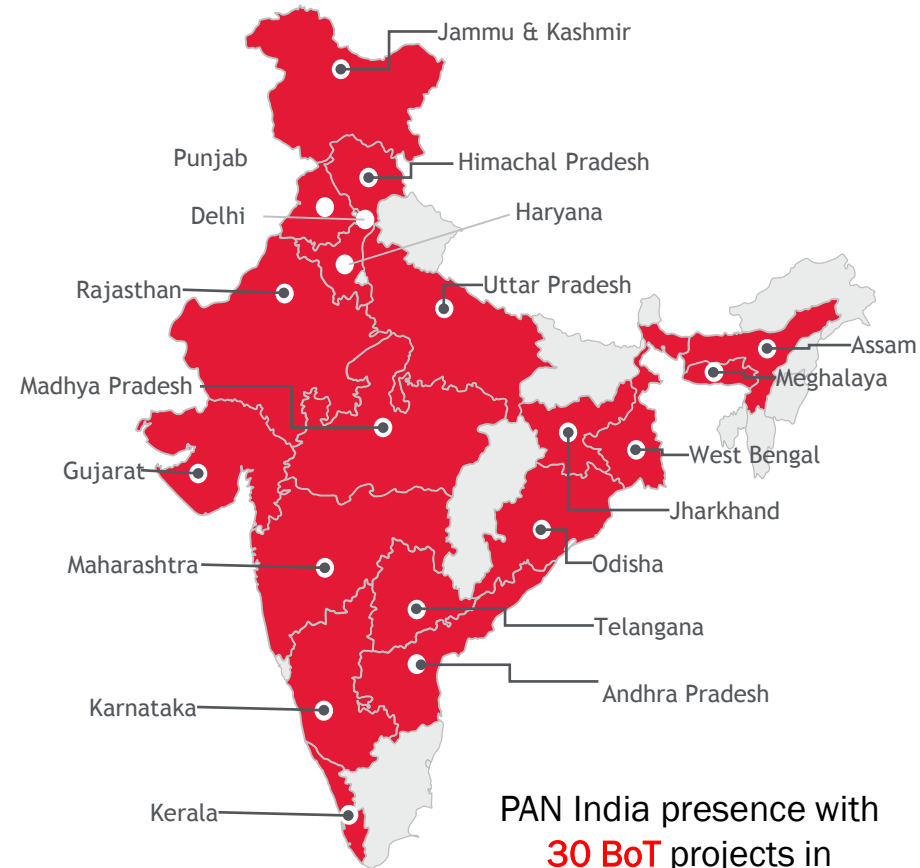 Jammu & Kashmir
Punjab
Himachal Pradesh
Delhi
Haryana
Rajasthan
Uttar Pradesh
Assam
Madhya Pradesh
Meghalaya
West Bengal
Gujarat
Jharkhand
Maharashtra
Odisha
Telangana
Andhra Pradesh
Karnataka
Kerala
PAN India presence with
30 BoT projects in